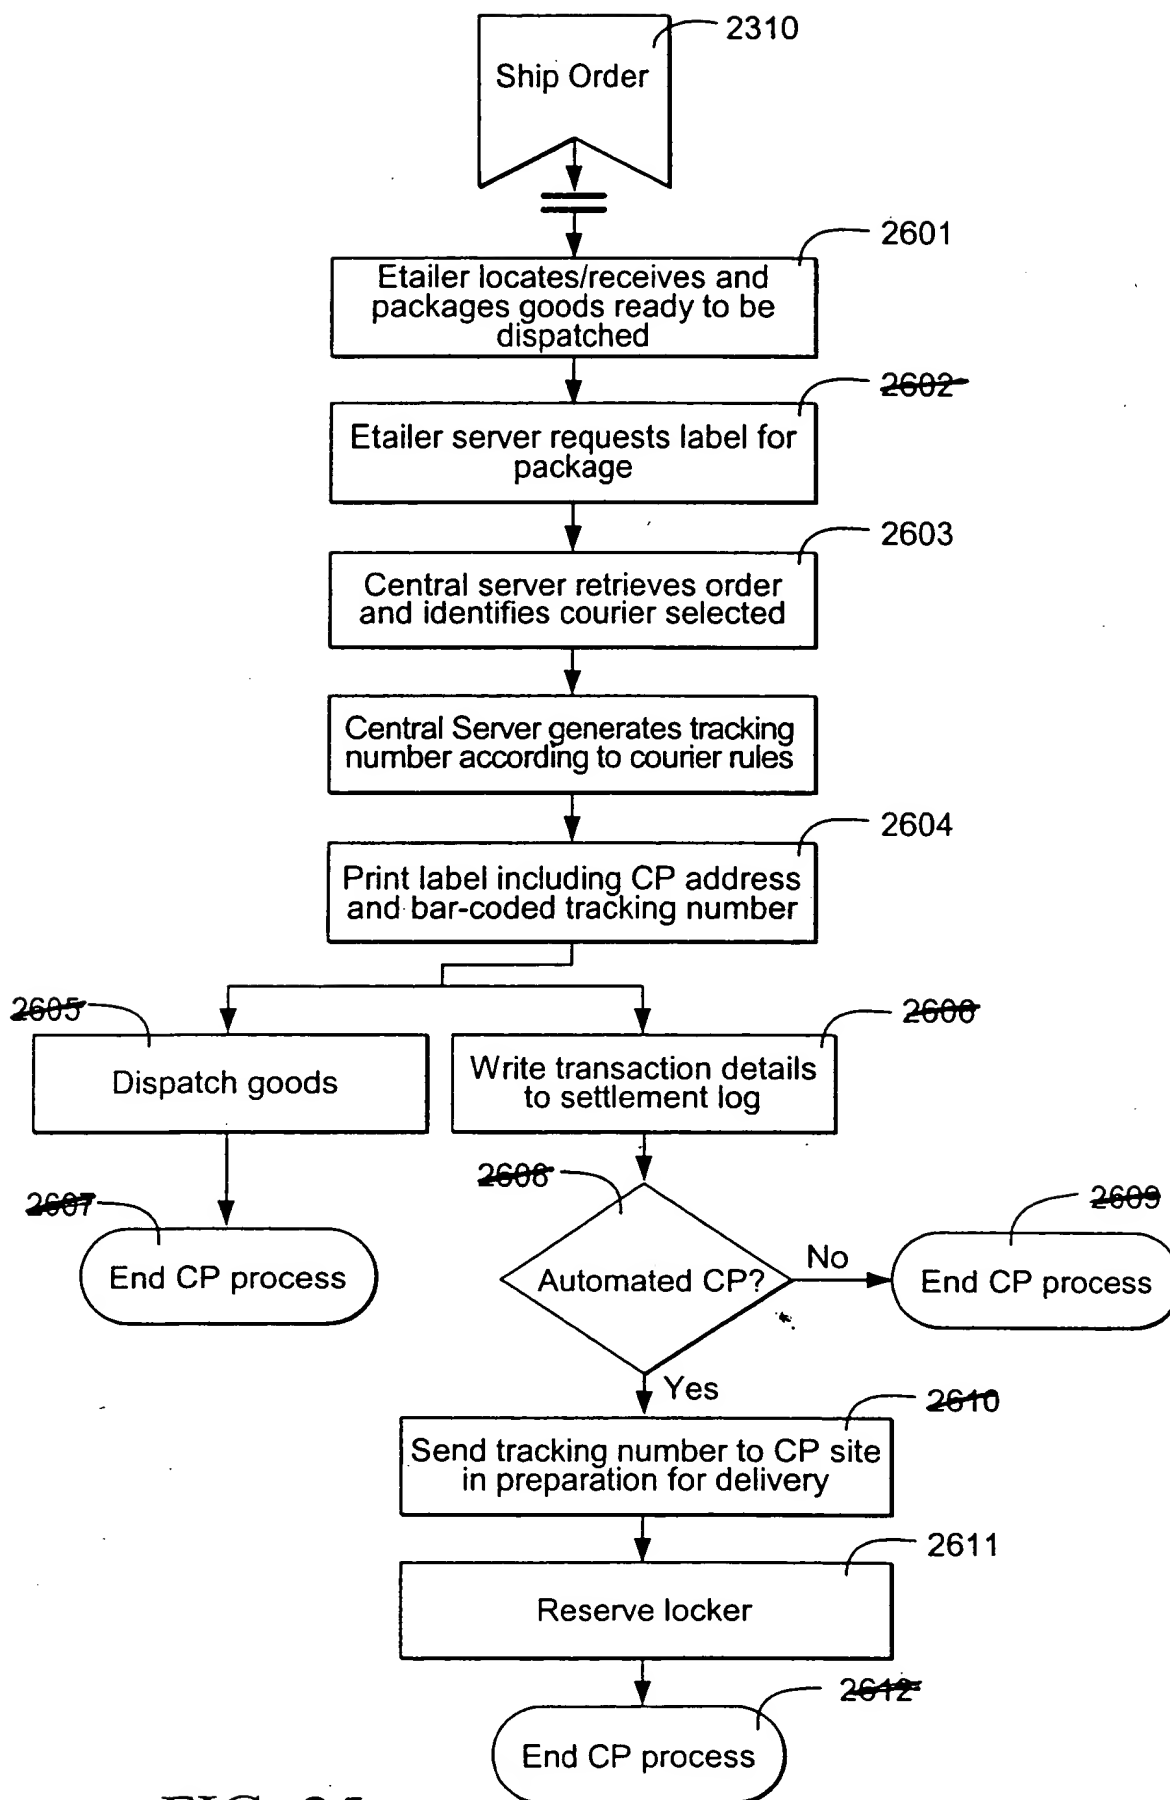 2310
Ship Order
2601
Etailer locates/receives and
packages goods ready to be
dispatched
2602
Etailer server requests label for
package
2603
Central server retrieves order
and identifies courier selected
Central Server generates tracking
number according to courier rules
2604
Print label including CP address
and bar-coded tracking number
2605
Dispatch goods
2606
Write transaction details
to settlement log
2607
End CP process
2608
Automated CP?
No
2609
End CP process
Yes
2610
Send tracking number to CP site
in preparation for delivery
2611
Reserve locker
2612
End CP process